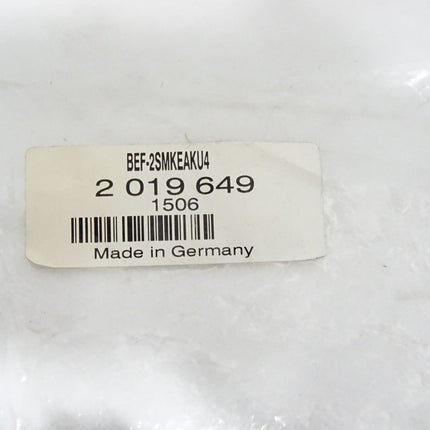 BEF-2SMKEAKU4
2 019 649
1506
Made in Germany